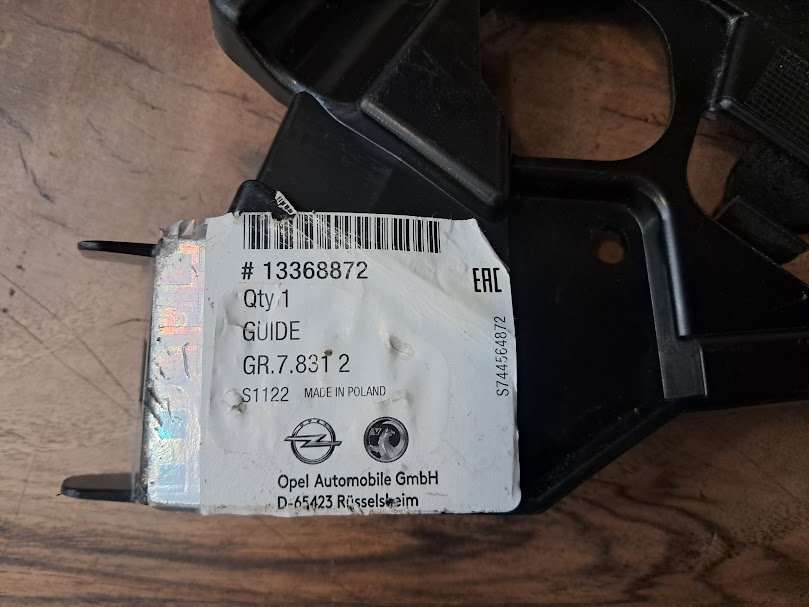 # 13368872
Qty 1
GUIDE
GR.7.831 2
S1122 MADE IN POLAND
EAC
S744564872
OPEL
Opel Automobile GmbH
D-65423 Rüsselsheim